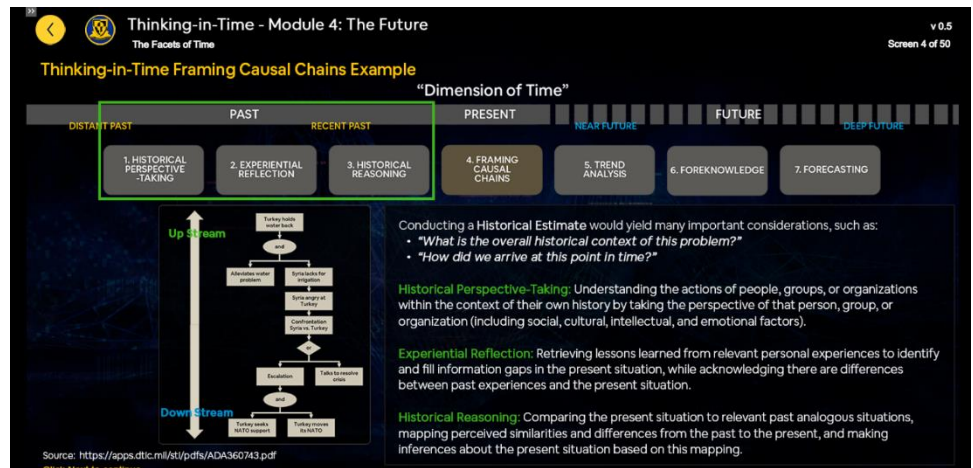 Thinking-in-Time - Module 4: The Future
v 0.5
The Facets of Time
Screen 4 of 50
Thinking-in-Time Framing Causal Chains Example
"Dimension of Time"
PAST
PRESENT
FUTURE
DISTANT PAST
RECENT PAST
NEAR FUTURE
DEEP FUTURE
1. HISTORICAL
PERSPECTIVE
-TAKING
2. EXPERIENTIAL
REFLECTION
3. HISTORICAL
REASONING
4. FRAMING
CAUSAL
CHAINS
5. TREND
ANALYSIS
6. FOREKNOWLEDGE
7. FORECASTING
Up Stream
Down Stream
Turkey holds
water back
and
Alleviates water
problem
Syria lacks for
irrigation
Syria angry at
Turkey
Confrontation
Syria vs. Turkey
or
Escalation
Talks to resolve
crisis
and
Turkey seeks
NATO support
Turkey moves
its NATO
Conducting a Historical Estimate would yield many important considerations, such as:
• "What is the overall historical context of this problem?"
• "How did we arrive at this point in time?"
Historical Perspective-Taking: Understanding the actions of people, groups, or organizations
within the context of their own history by taking the perspective of that person, group, or
organization (including social, cultural, intellectual, and emotional factors).
Experiential Reflection: Retrieving lessons learned from relevant personal experiences to identify
and fill information gaps in the present situation, while acknowledging there are differences
between past experiences and the present situation.
Historical Reasoning: Comparing the present situation to relevant past analogous situations,
mapping perceived similarities and differences from the past to the present, and making
inferences about the present situation based on this mapping.
Source: https://apps.dtic.mil/sti/pdfs/ADA360743.pdf